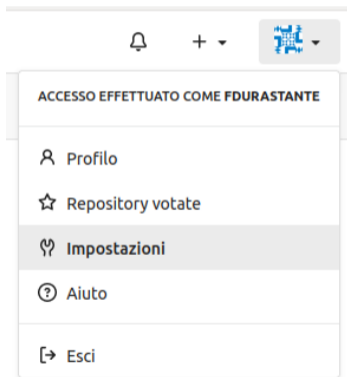 ACCESSO EFFETTUATO COME FDURASTANTE
Profilo
Repository votate
Impostazioni
Aiuto
Esci